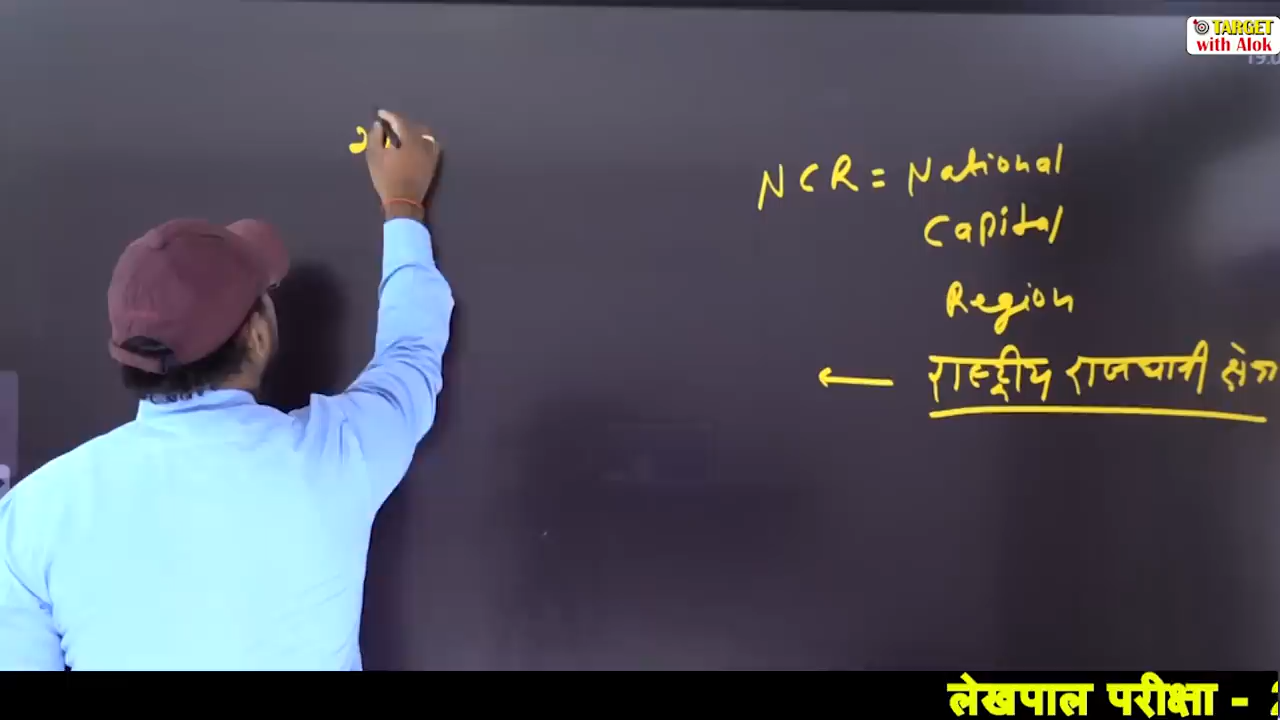 TARGET
with Alok
NCR = National
Capital
Region
राष्ट्रीय राजधानी क्षेत्र
लेखपाल परीक्षा -